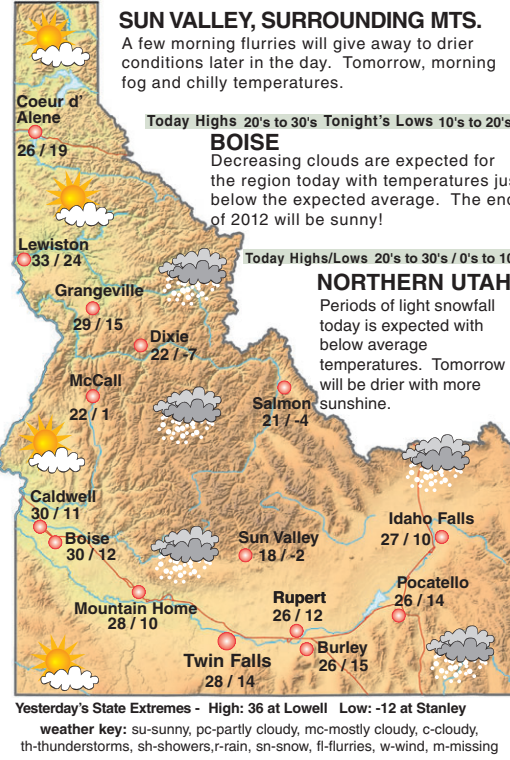 SUN VALLEY, SURROUNDING MTS.
A few morning flurries will give away to drier
conditions later in the day. Tomorrow, morning
fog and chilly temperatures.
Today Highs 20's to 30's Tonight's Lows 10's to 20's
BOISE
Decreasing clouds are expected for
the region today with temperatures jus
below the expected average. The end
of 2012 will be sunny!
Today Highs/Lows 20's to 30's / 0's to 10
NORTHERN UTAH
Periods of light snowfall
today is expected with
below average
temperatures. Tomorrow
will be drier with more
sunshine.
Coeur d'
Alene
26 / 19
Lewiston
33 / 24
Grangeville
29 / 15
Dixie
22 / -7
McCall
22 / 1
Salmon
21 / -4
Caldwell
30 / 11
Boise
30 / 12
Sun Valley
18 / -2
Idaho Falls
27 / 10
Mountain Home
28 / 10
Rupert
26 / 12
Pocatello
26 / 14
Twin Falls
28 / 14
Burley
26 / 15
Yesterday's State Extremes - High: 36 at Lowell Low: -12 at Stanley
weather key: su-sunny, pc-partly cloudy, mc-mostly cloudy, c-cloudy,
th-thunderstorms, sh-showers,r-rain, sn-snow, fl-flurries, w-wind, m-missing